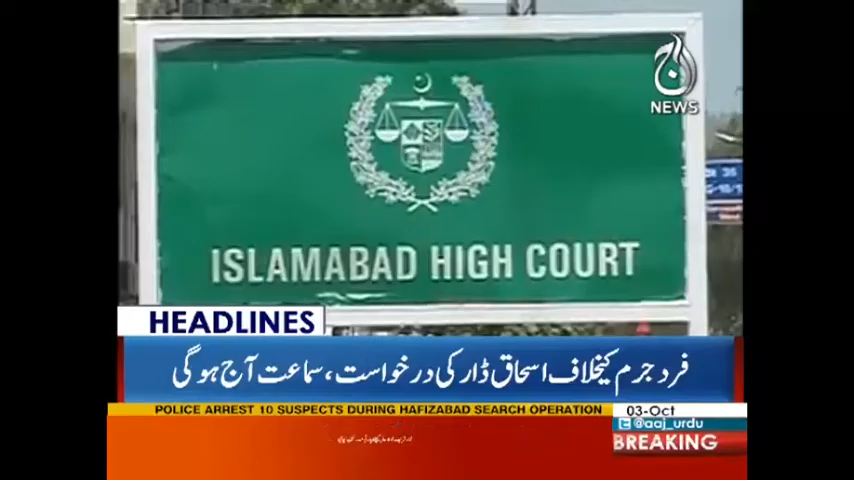 آج
NEWS
ISLAMABAD HIGH COURT
HEADLINES
فرد جرم کیخلاف اسحاق ڈار کی درخواست، سماعت آج ہوگی
POLICE ARREST 10 SUSPECTS DURING HAFIZABAD SEARCH OPERATION
03-Oct
@aaj_urdu
BREAKING